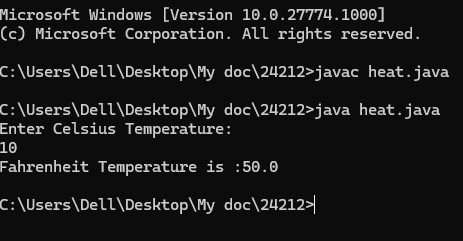 Microsoft Windows [Version 10.0.27774.1000]
(c) Microsoft Corporation. All rights reserved.
C:\Users\Dell\Desktop\My doc\24212>javac heat.java
C:\Users\Dell\Desktop\My doc\24212>java heat.java
Enter Celsius Temperature:
10
Fahrenheit Temperature is :50.0
C:\Users\Dell\Desktop\My doc\24212>